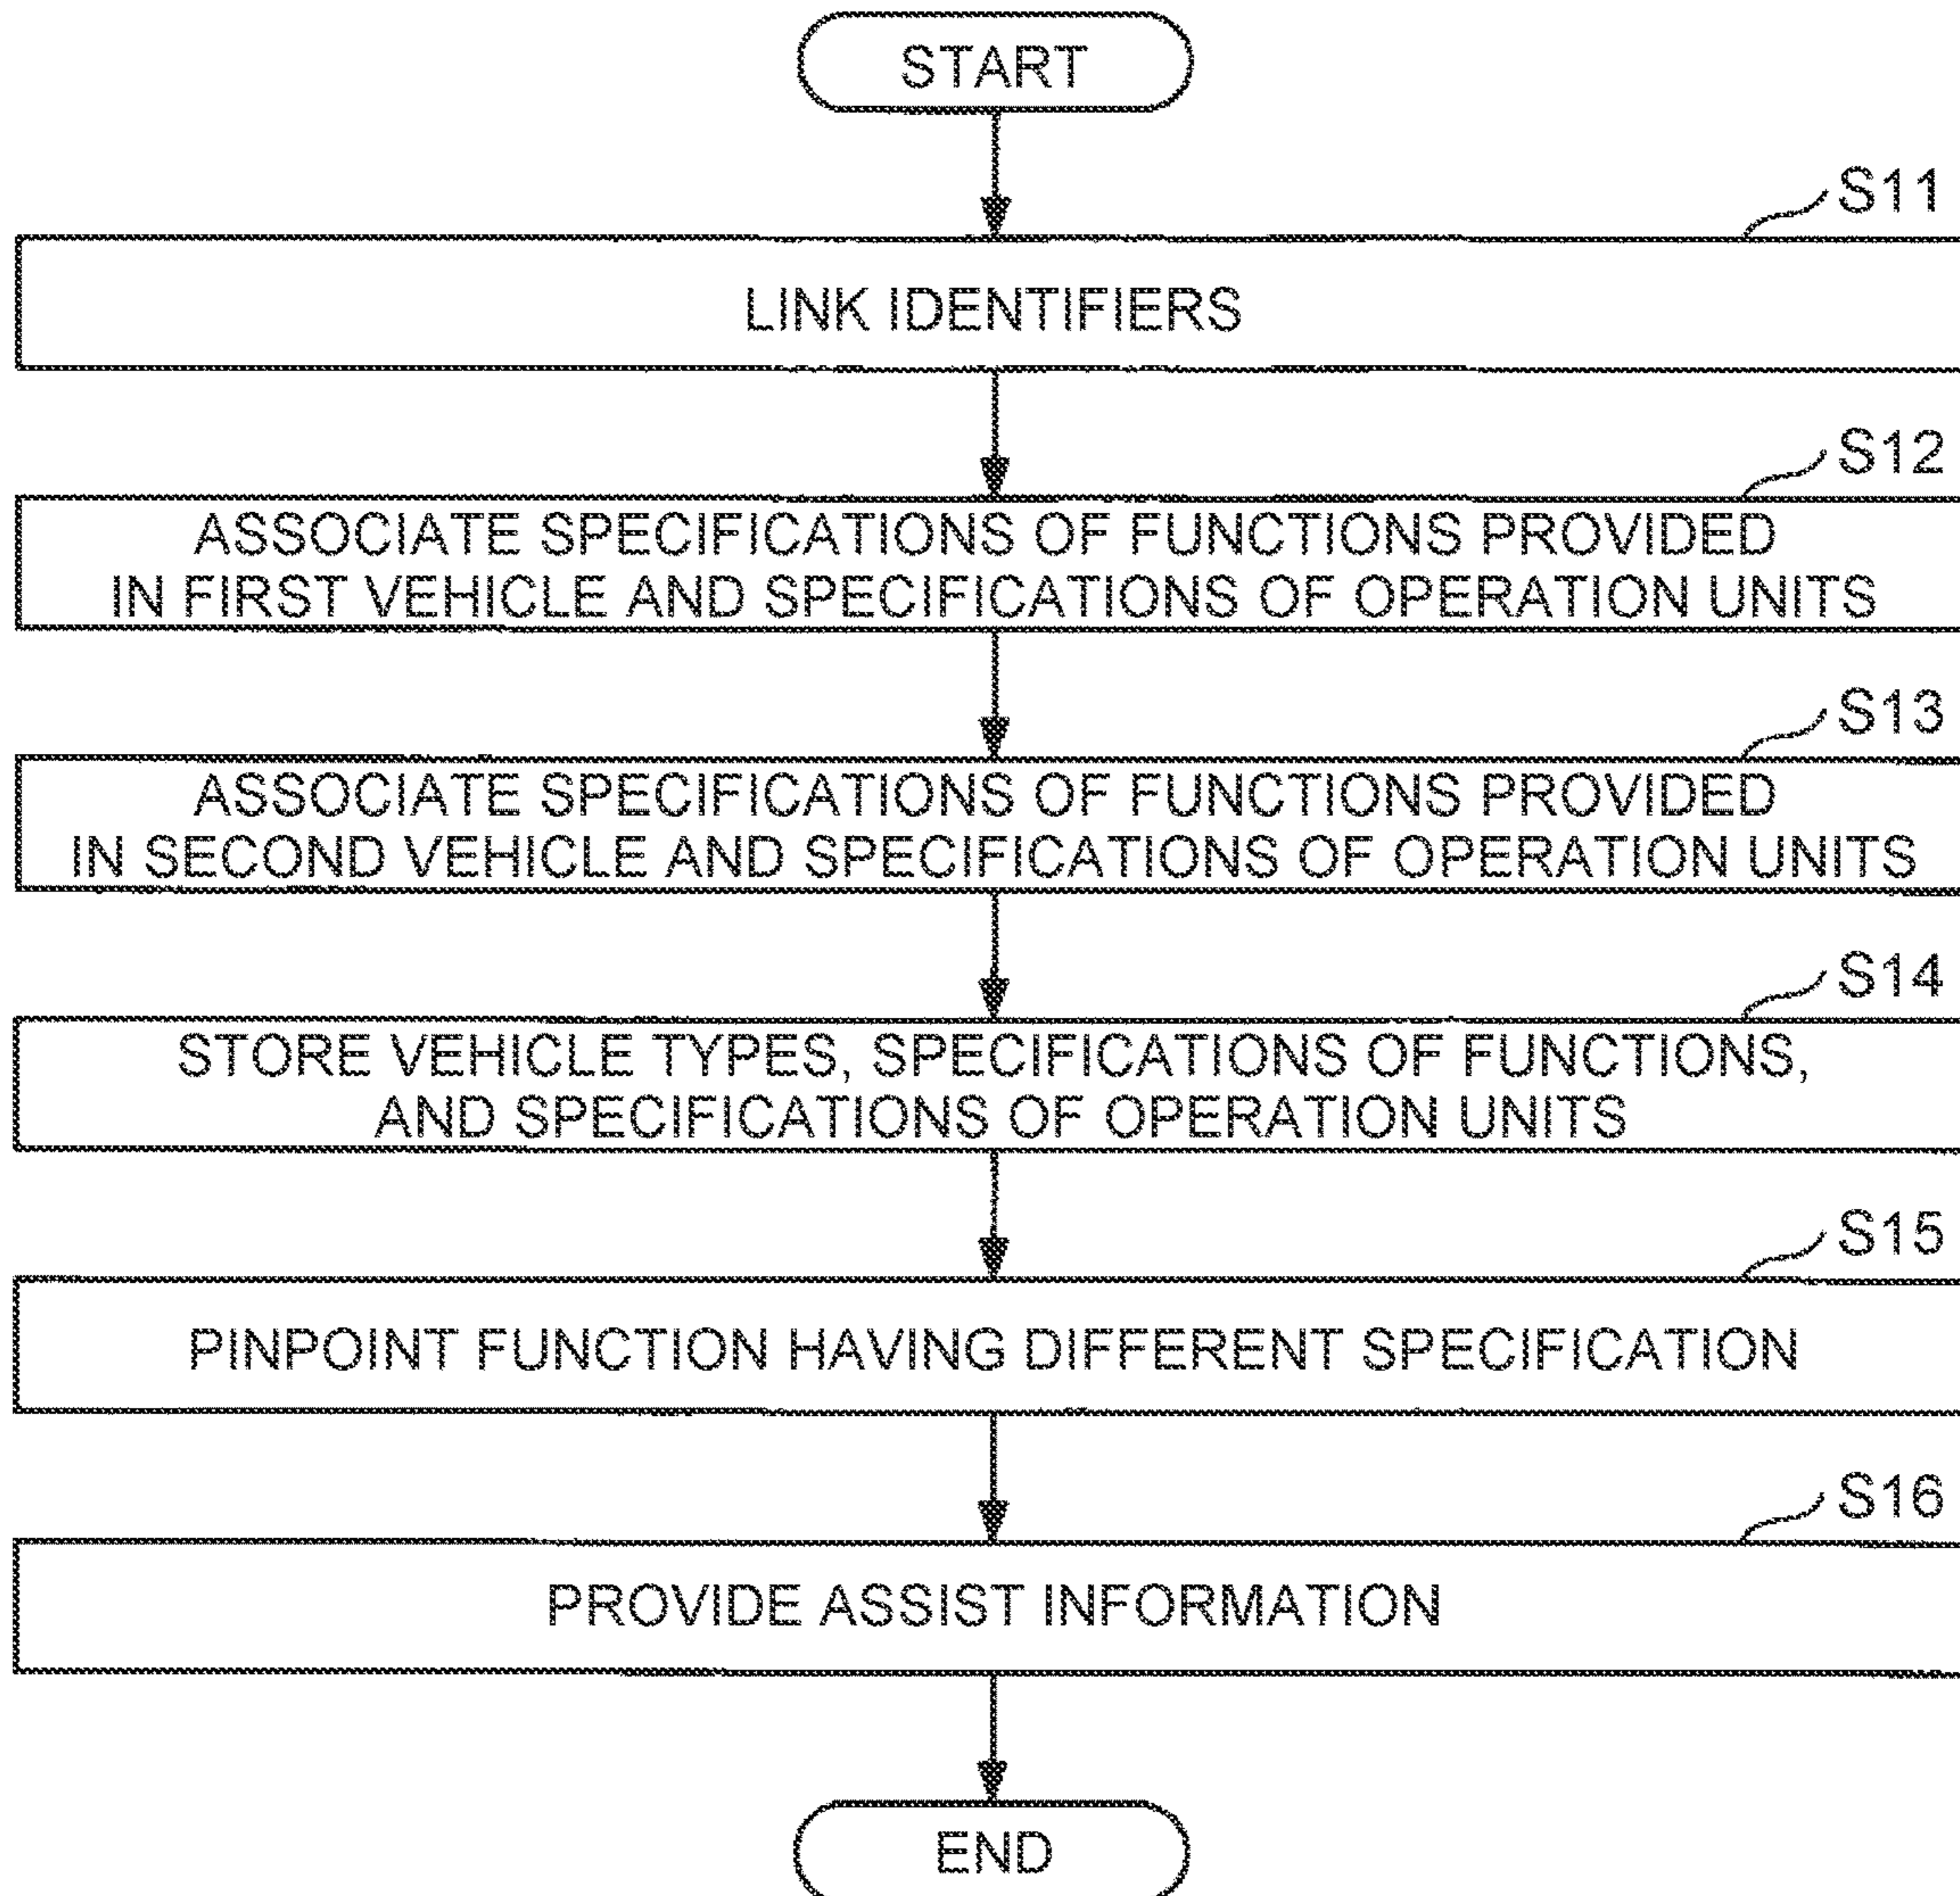 START
S11
LINK IDENTIFIERS
S12
ASSOCIATE SPECIFICATIONS OF FUNCTIONS PROVIDED
IN FIRST VEHICLE AND SPECIFICATIONS OF OPERATION UNITS
S13
ASSOCIATE SPECIFICATIONS OF FUNCTIONS PROVIDED
IN SECOND VEHICLE AND SPECIFICATIONS OF OPERATION UNITS
S14
STORE VEHICLE TYPES, SPECIFICATIONS OF FUNCTIONS,
AND SPECIFICATIONS OF OPERATION UNITS
S15
PINPOINT FUNCTION HAVING DIFFERENT SPECIFICATION
S16
PROVIDE ASSIST INFORMATION
END